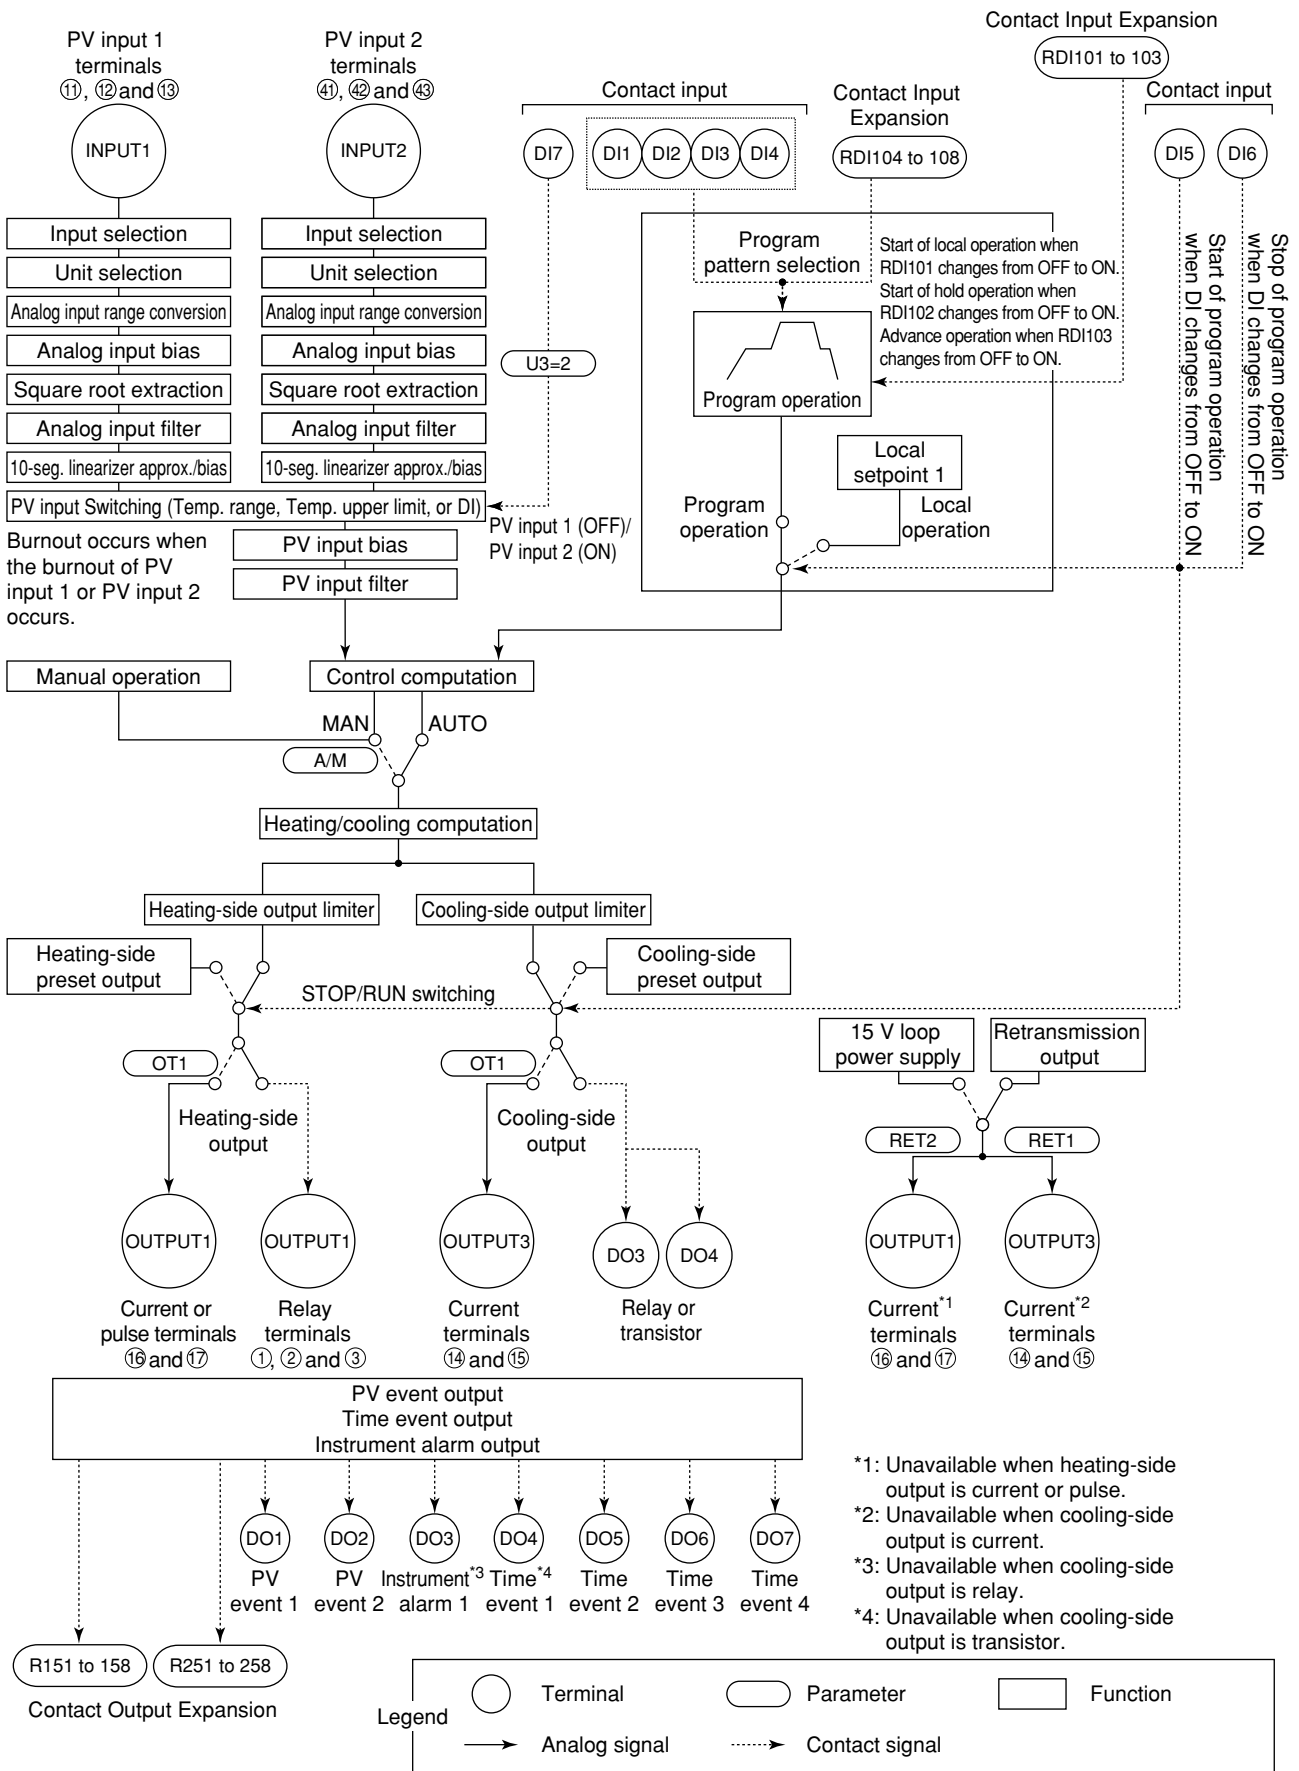 Contact Input Expansion
RDI101 to 103
PV input 1
terminals
⑪, ⑫ and ⑬
INPUT1
PV input 2
terminals
㊶, ㊷ and ㊸
INPUT2
Contact input
DI7
DI1
DI2
DI3
DI4
Contact Input
Expansion
RDI104 to 108
Contact input
DI5
DI6
Input selection
Unit selection
Analog input range conversion
Analog input bias
Square root extraction
Analog input filter
10-seg. linearizer approx./bias
Input selection
Unit selection
Analog input range conversion
Analog input bias
Square root extraction
Analog input filter
10-seg. linearizer approx./bias
U3=2
PV input Switching (Temp. range, Temp. upper limit, or DI)
PV input 1 (OFF)/
PV input 2 (ON)
Burnout occurs when
the burnout of PV
input 1 or PV input 2
occurs.
PV input bias
PV input filter
Program
pattern selection
Start of local operation when
RDI101 changes from OFF to ON.
Start of hold operation when
RDI102 changes from OFF to ON.
Advance operation when RDI103
changes from OFF to ON.
Program operation
Local
setpoint 1
Program
operation
Local
operation
Start of program operation
when DI changes from OFF to ON
Stop of program operation
when DI changes from OFF to ON
Manual operation
Control computation
MAN
AUTO
A/M
Heating/cooling computation
Heating-side output limiter
Cooling-side output limiter
Heating-side
preset output
Cooling-side
preset output
STOP/RUN switching
OT1
Heating-side
output
OT1
Cooling-side
output
15 V loop
power supply
Retransmission
output
RET2
RET1
OUTPUT1
OUTPUT1
OUTPUT3
DO3
DO4
OUTPUT1
OUTPUT3
Current or
pulse terminals
⑯ and ⑰
Relay
terminals
①, ② and ③
Current
terminals
⑭ and ⑮
Relay or
transistor
Current*1
terminals
⑯ and ⑰
Current*2
terminals
⑭ and ⑮
PV event output
Time event output
Instrument alarm output
DO1
PV
event 1
DO2
PV
event 2
DO3
Instrument*3
alarm 1
DO4
Time*4
event 1
DO5
Time
event 2
DO6
Time
event 3
DO7
Time
event 4
*1: Unavailable when heating-side
output is current or pulse.
*2: Unavailable when cooling-side
output is current.
*3: Unavailable when cooling-side
output is relay.
*4: Unavailable when cooling-side
output is transistor.
R151 to 158
R251 to 258
Contact Output Expansion
Legend
Terminal
Parameter
Function
Analog signal
Contact signal